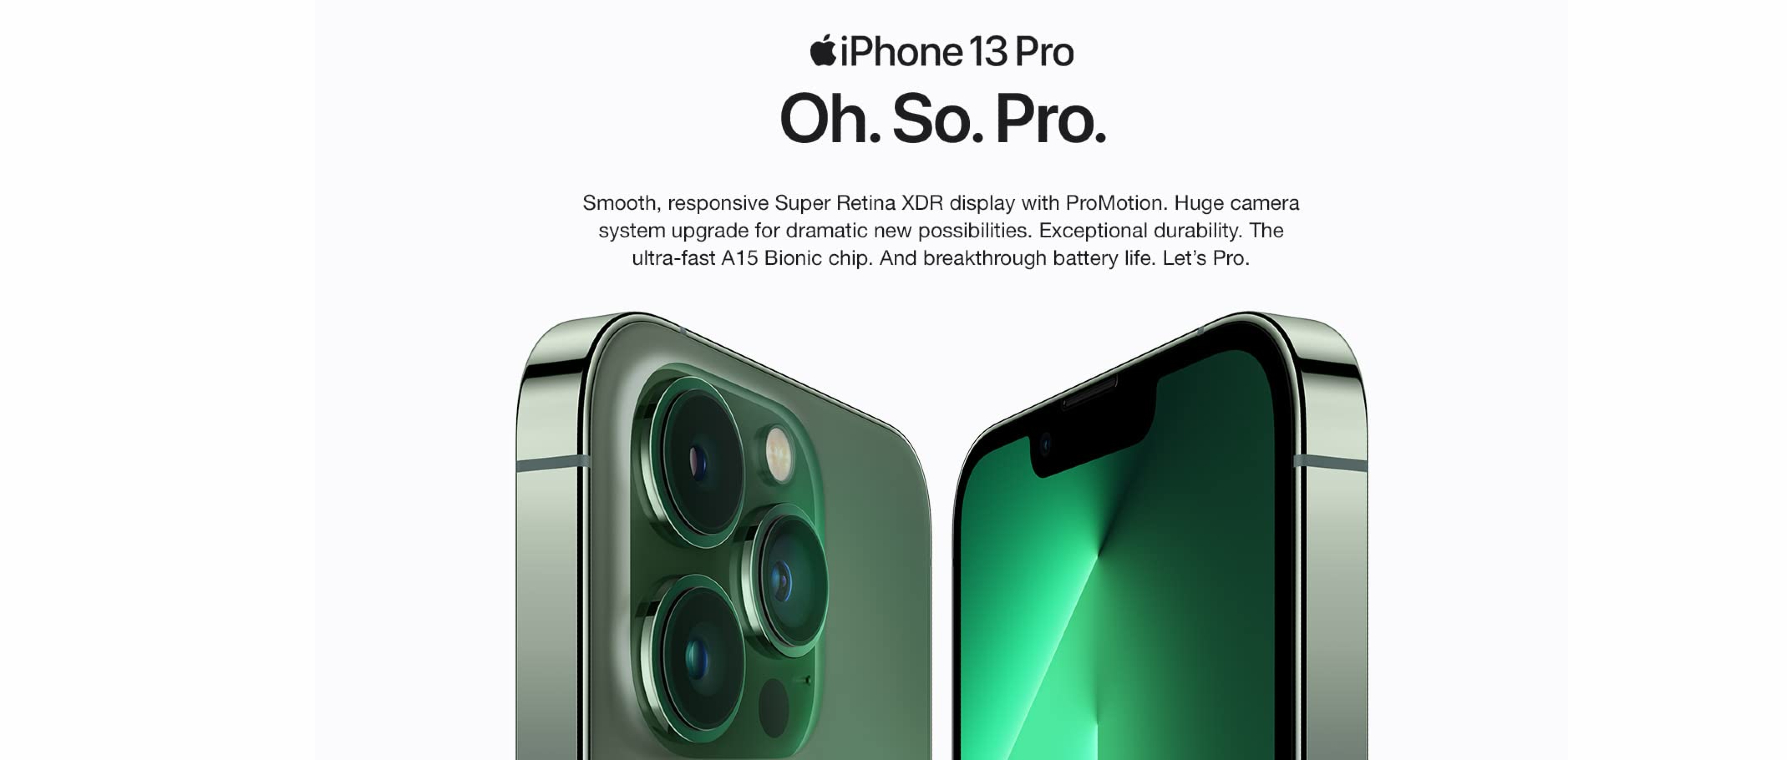 iPhone 13 Pro
Oh. So. Pro.
Smooth, responsive Super Retina XDR display with ProMotion. Huge camera
system upgrade for dramatic new possibilities. Exceptional durability. The
ultra-fast A15 Bionic chip. And breakthrough battery life. Let’s Pro.